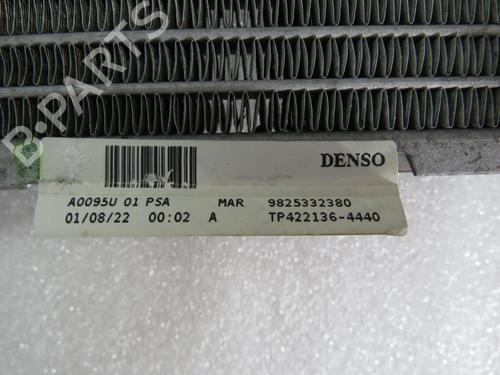 B-PARTS
DENSO
A0095U 01 PSA MAR 9825332380
01/08/22 00:02 A TP422136-4440